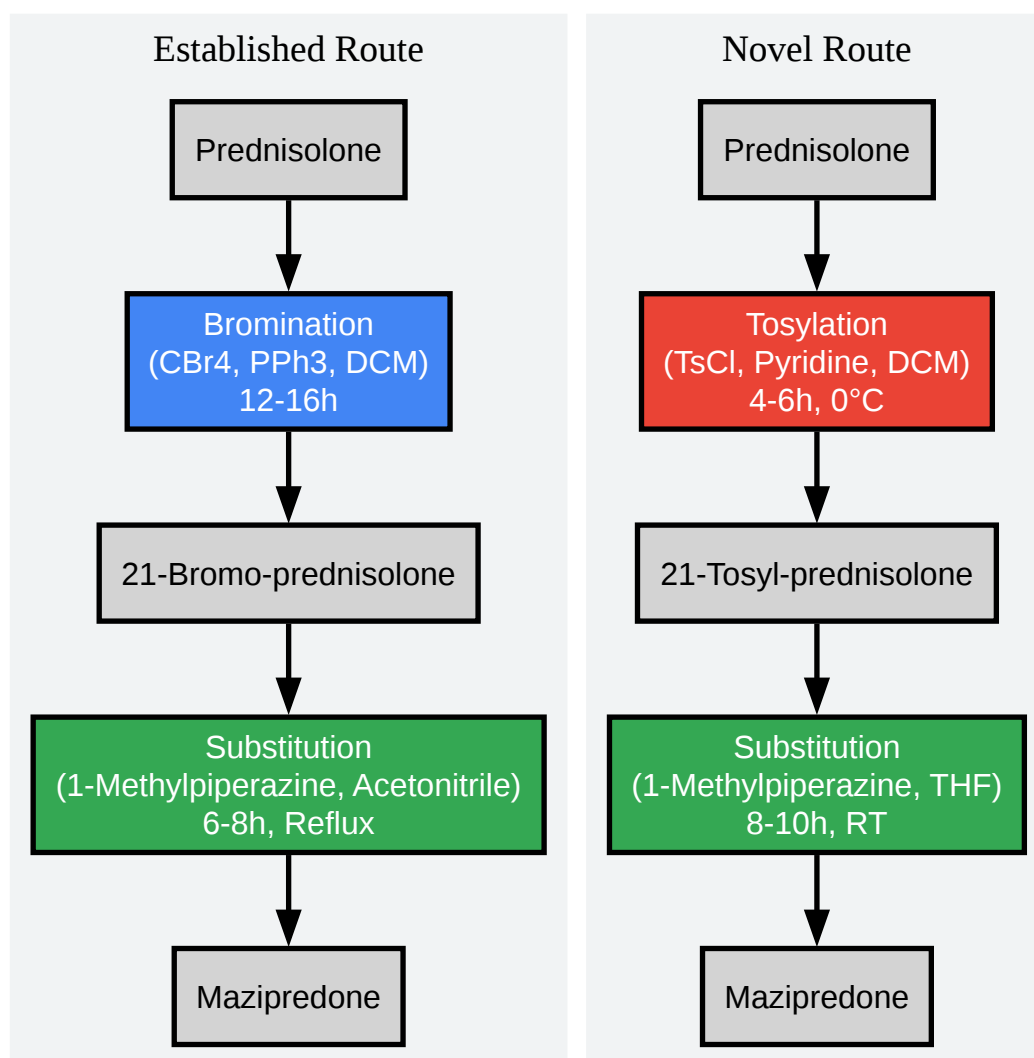 Established Route
Prednisolone
Bromination
(CBr4, PPh3, DCM)
12-16h
21-Bromo-prednisolone
Substitution
(1-Methylpiperazine, Acetonitrile)
6-8h, Reflux
Mazipredone
Novel Route
Prednisolone
Tosylation
(TsCl, Pyridine, DCM)
4-6h, 0°C
21-Tosyl-prednisolone
Substitution
(1-Methylpiperazine, THF)
8-10h, RT
Mazipredone